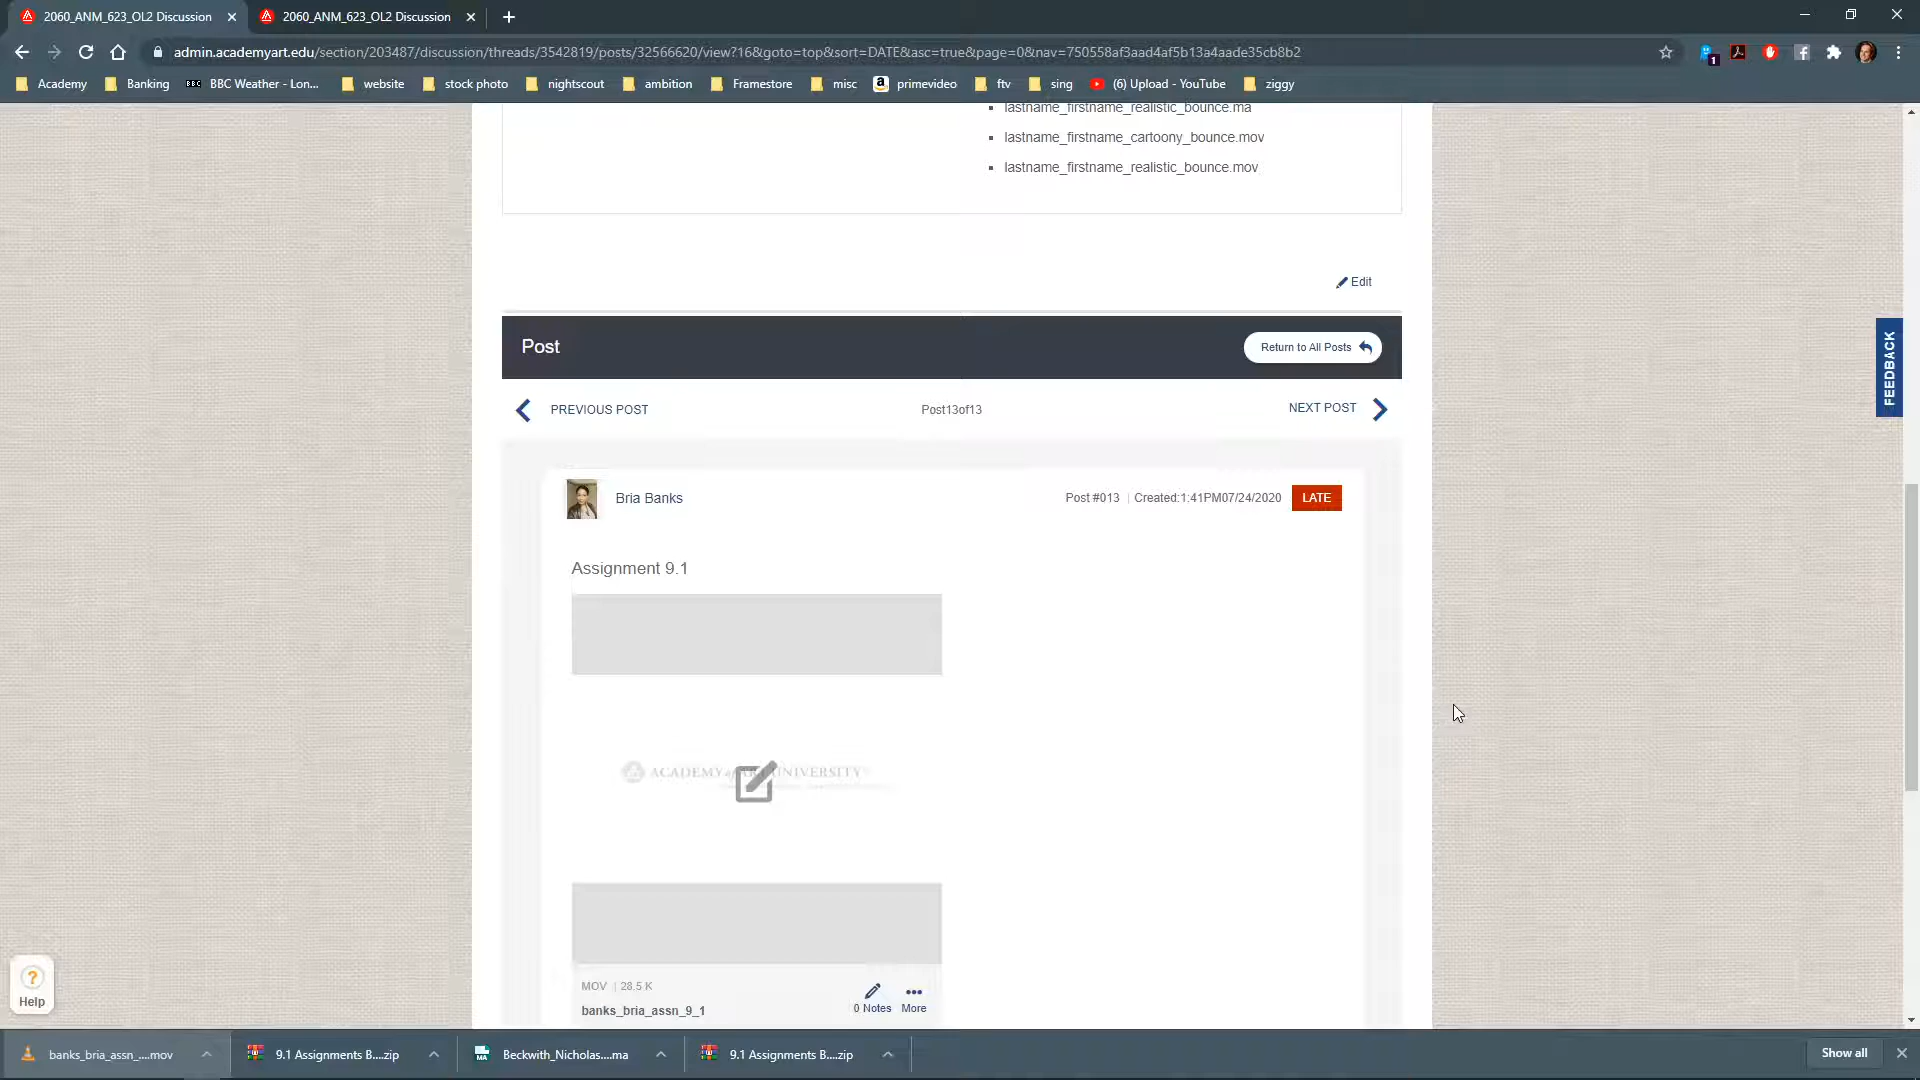 2060_ANM_623_OL2 Discussion
2060_ANM_623_OL2 Discussion
admin.academyart.edu/section/203487/discussion/threads/3542819/posts/32566620/view?16&goto=top&sort=DATE&asc=true&page=0&nav=750558af3aad4af5b13a4aade35cb8b2
1
Academy
Banking
BBC BBC Weather - Lon...
website
stock photo
nightscout
ambition
Framestore
misc
primevideo
ftv
sing
(6) Upload - YouTube
ziggy
lastname_firstname_realistic_bounce.ma
lastname_firstname_cartoony_bounce.mov
lastname_firstname_realistic_bounce.mov
Edit
Post
Return to All Posts
PREVIOUS POST
Post13of13
NEXT POST
FEEDBACK
Bria Banks
Post #013 | Created:1:41PM07/24/2020
LATE
Assignment 9.1
ACADEMY of ART UNIVERSITY
MOV | 28.5 K
0 Notes
More
banks_bria_assn_9_1
?
Help
banks_bria_assn_....mov
9.1 Assignments B....zip
Beckwith_Nicholas....ma
9.1 Assignments B....zip
Show all